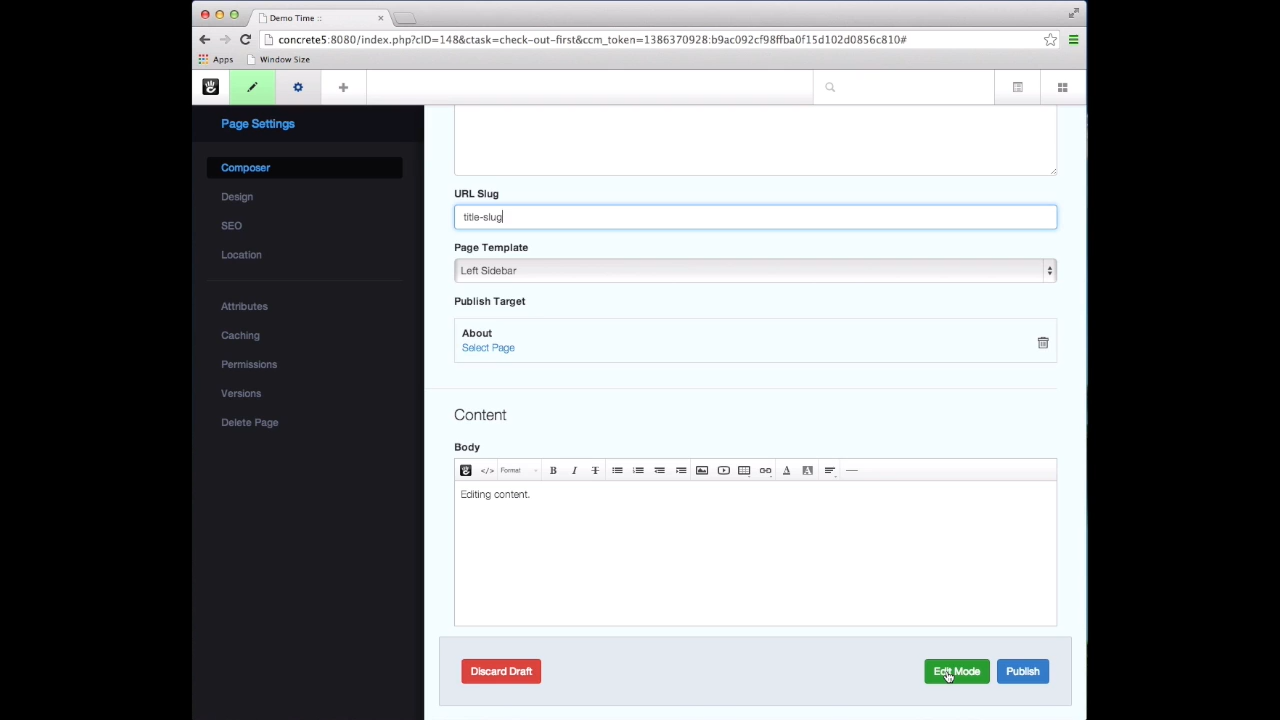 Demo Time ::
concrete5:8080/index.php?cID=148&ctask=check-out-first&ccm_token=1386370928:b9ac092cf98ffba0f15d102d0856c810#
Apps Window Size
Page Settings
Composer
Design
SEO
Location
Attributes
Caching
Permissions
Versions
Delete Page
URL Slug
title-slug
Page Template
Left Sidebar
Publish Target
About
Select Page
Content
Body
</> Format B I T A A
Editing content.
Discard Draft Edit Mode Publish